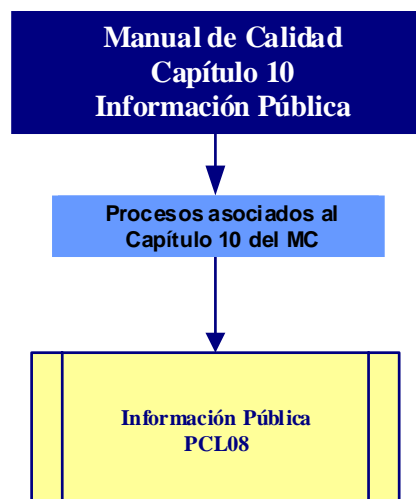 Manual de Calidad
Capítulo 10
Información Pública
Procesos asociados al
Capítulo 10 del MC
Información Pública
PCL08